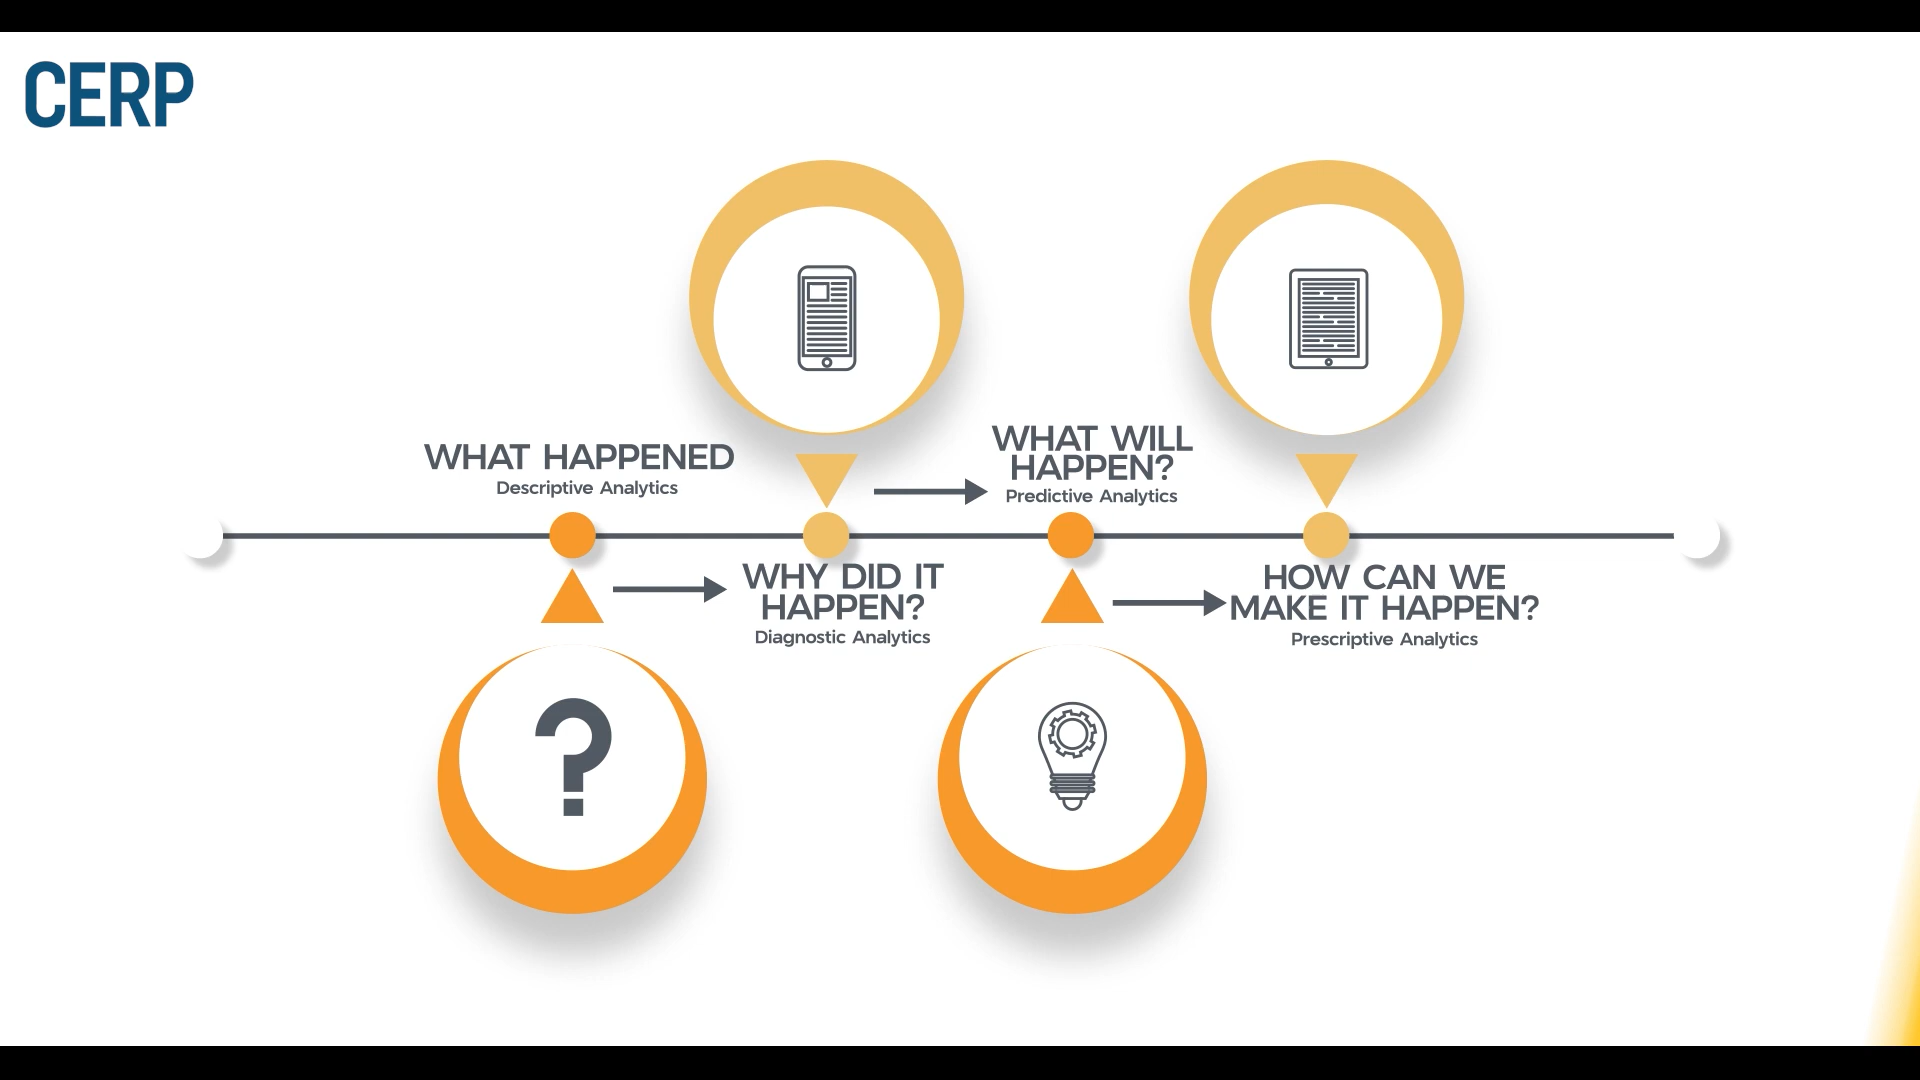 CERP
WHAT HAPPENED
Descriptive Analytics
WHY DID IT
HAPPEN?
Diagnostic Analytics
WHAT WILL
HAPPEN?
Predictive Analytics
HOW CAN WE
MAKE IT HAPPEN?
Prescriptive Analytics
?